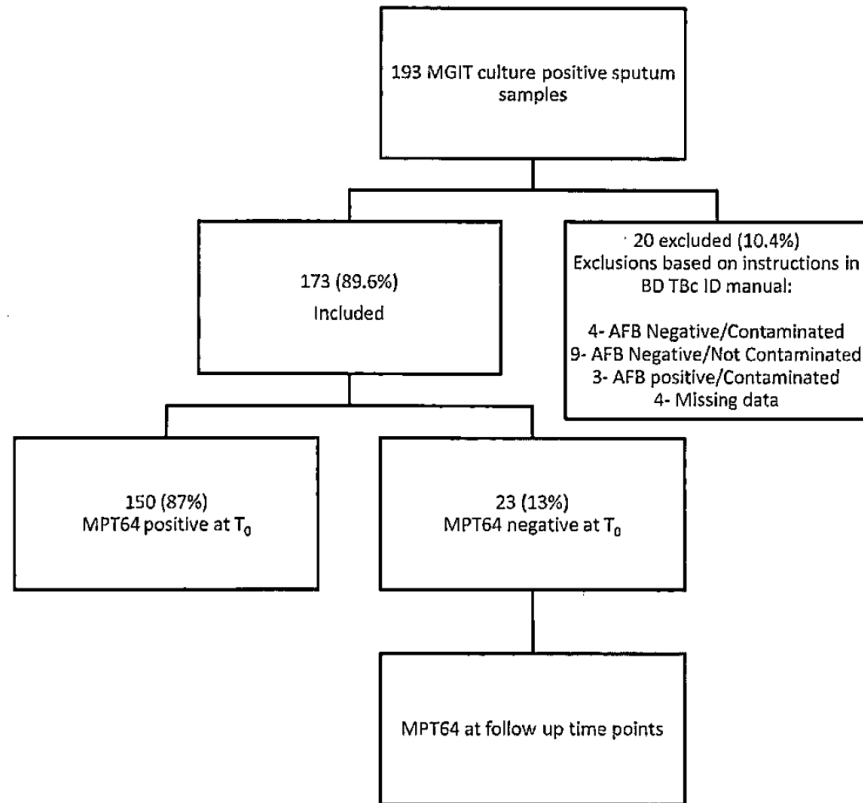 193 MGIT culture positive sputum
samples
173 (89.6%)
Included
20 excluded (10.4%)
Exclusions based on instructions in
BD TBc ID manual:
4- AFB Negative/Contaminated
9- AFB Negative/Not Contaminated
3- AFB positive/Contaminated
4- Missing data
150 (87%)
MPT64 positive at T₀
23 (13%)
MPT64 negative at T₀
MPT64 at follow up time points